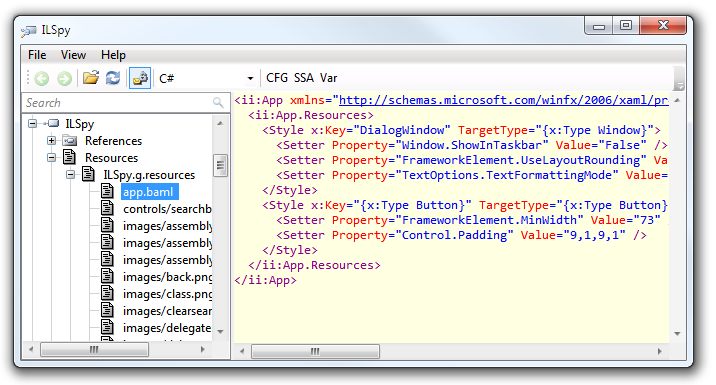 ILSpy
File View Help
C# CFG SSA Var
Search
ILSpy
References
Resources
ILSpy.g.resources
app.baml
controls/searchb
images/assembly
images/assembly
images/assembly
images/back.png
images/class.png
images/clearsear
images/delegate
<ii:App xmlns="http://schemas.microsoft.com/winfx/2006/xaml/pr
<ii:App.Resources>
<Style x:Key="DialogWindow" TargetType="{x:Type Window}">
<Setter Property="Window.ShowInTaskbar" Value="False" />
<Setter Property="FrameworkElement.UseLayoutRounding" Va
<Setter Property="TextOptions.TextFormattingMode" Value=
</Style>
<Style x:Key="{x:Type Button}" TargetType="{x:Type Button}
<Setter Property="FrameworkElement.MinWidth" Value="73"
<Setter Property="Control.Padding" Value="9,1,9,1" />
</Style>
</ii:App.Resources>
</ii:App>